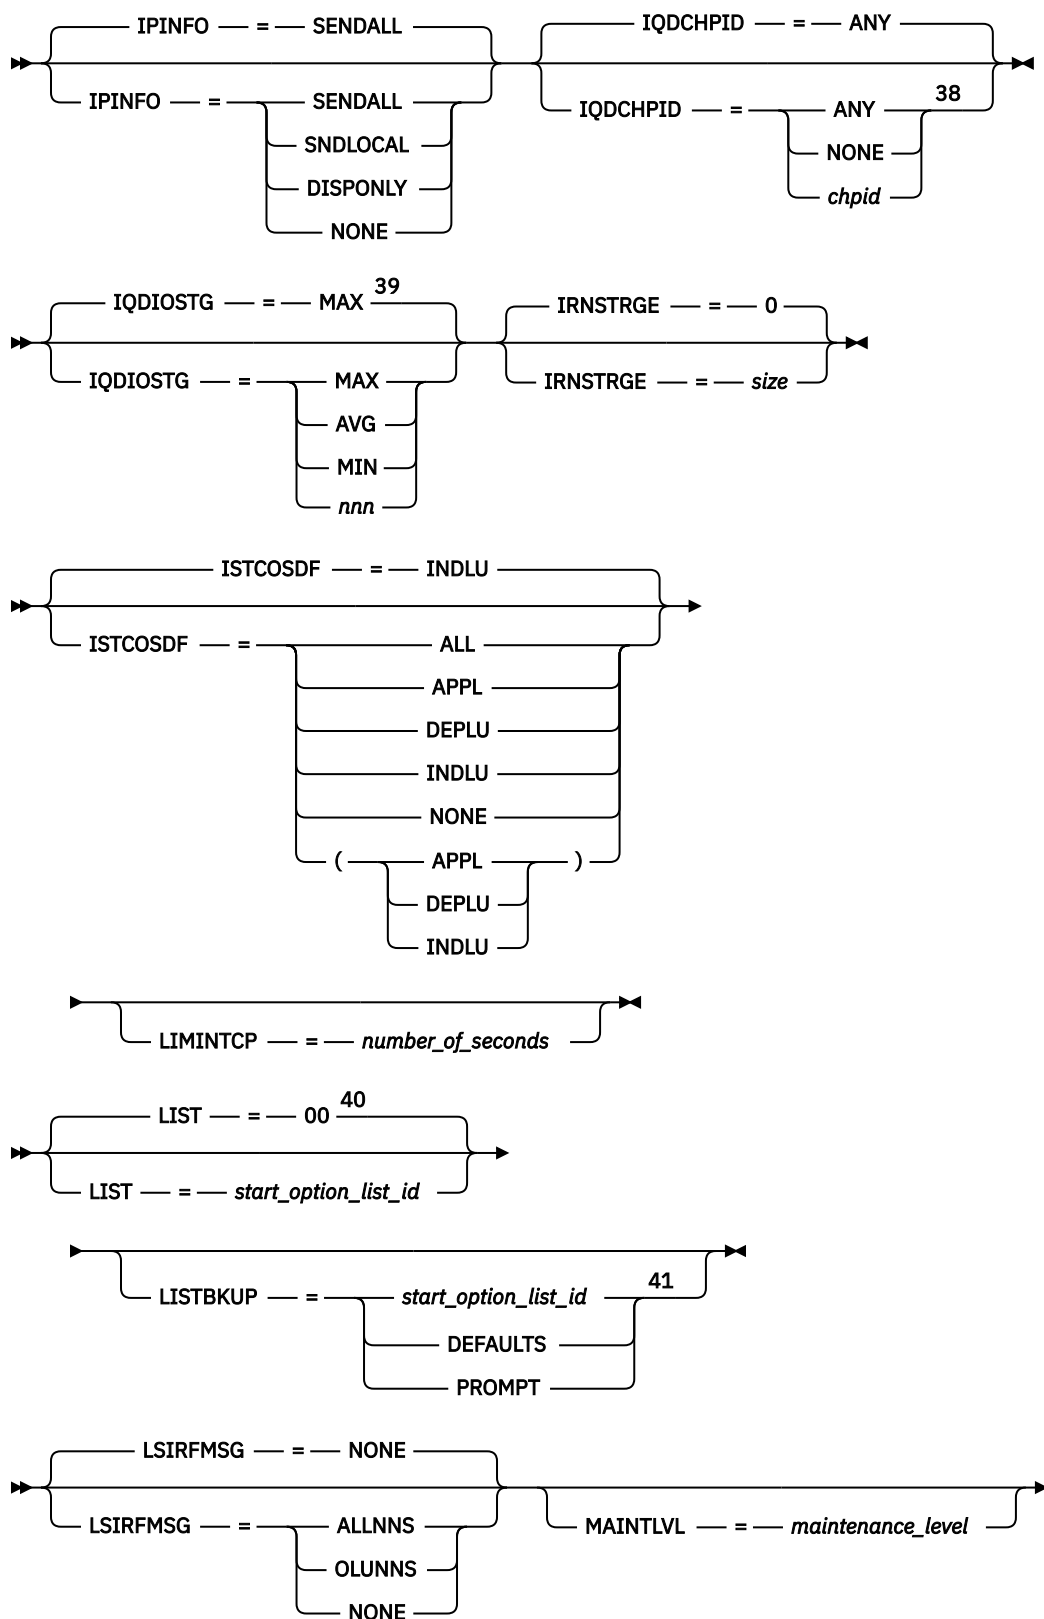 IPINFO = SENDALL IQDCHPID = ANY
IPINFO = SENDALL IQDCHPID = ANY 38
SNDLOCAL NONE
DISPONLY chpid
NONE
IQDIOSTG = MAX 39 IRNSTRGE = 0
IQDIOSTG = MAX IRNSTRGE = size
AVG
MIN
nnn
ISTCOSDF = INDLU
ISTCOSDF = ALL
APPL
DEPLU
INDLU
NONE
( APPL )
DEPLU
INDLU
LIMINTCP = number_of_seconds
LIST = 00 40
LIST = start_option_list_id
LISTBKUP = start_option_list_id 41
DEFAULTS
PROMPT
LSIRFMSG = NONE
LSIRFMSG = ALLNNS MAINTLVL = maintenance_level
OLUNNS
NONE